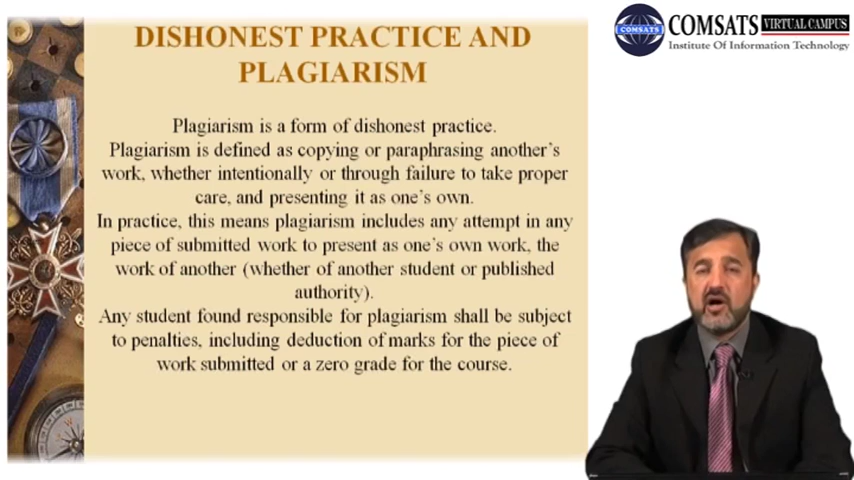 DISHONEST PRACTICE AND
PLAGIARISM
Plagiarism is a form of dishonest practice.
Plagiarism is defined as copying or paraphrasing another's
work, whether intentionally or through failure to take proper
care, and presenting it as one's own.
In practice, this means plagiarism includes any attempt in any
piece of submitted work to present as one's own work, the
work of another (whether of another student or published
authority).
Any student found responsible for plagiarism shall be subject
to penalties, including deduction of marks for the piece of
work submitted or a zero grade for the course.
COMSATS
COMSATS VIRTUAL CAMPUS
Institute Of Information Technology